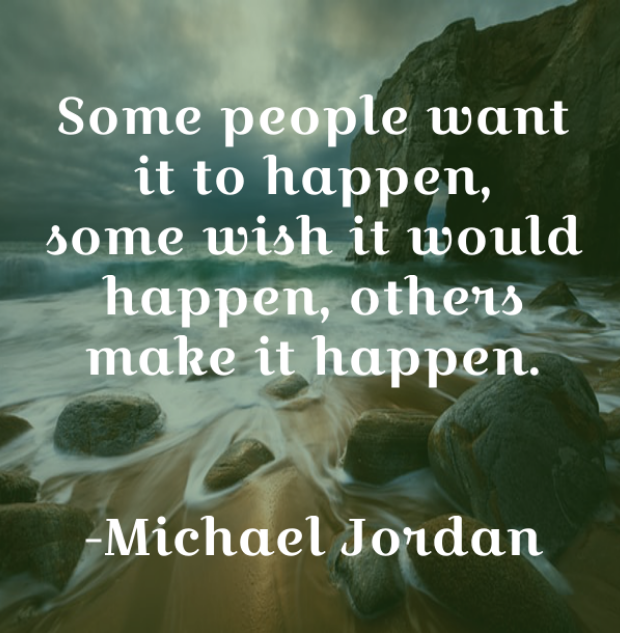 Some people want
it to happen,
some wish it would
happen, others
make it happen.
-Michael Jordan